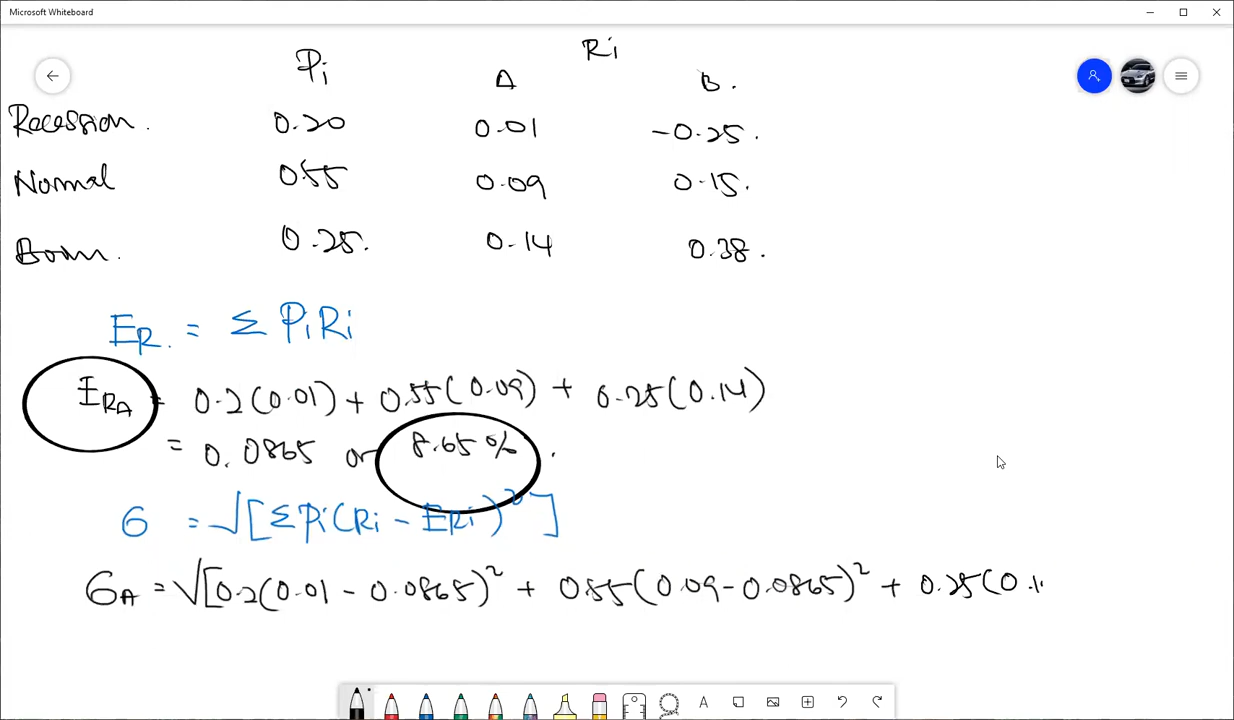 Microsoft Whiteboard
Pi Ri
A B.
Recession. 0.20 0.01 -0.25.
Normal 0.55 0.09 0.15.
Boom. 0.25. 0.14 0.38.
ER. = Σ PiRi
ERA = 0.2(0.01) + 0.55(0.09) + 0.25(0.14)
= 0.0865 or 8.65% .
6 = √[ΣPi(Ri - ERi)²]
6A = √[0.2(0.01 - 0.0865)² + 0.55(0.09-0.0865)² + 0.25(0.1
A